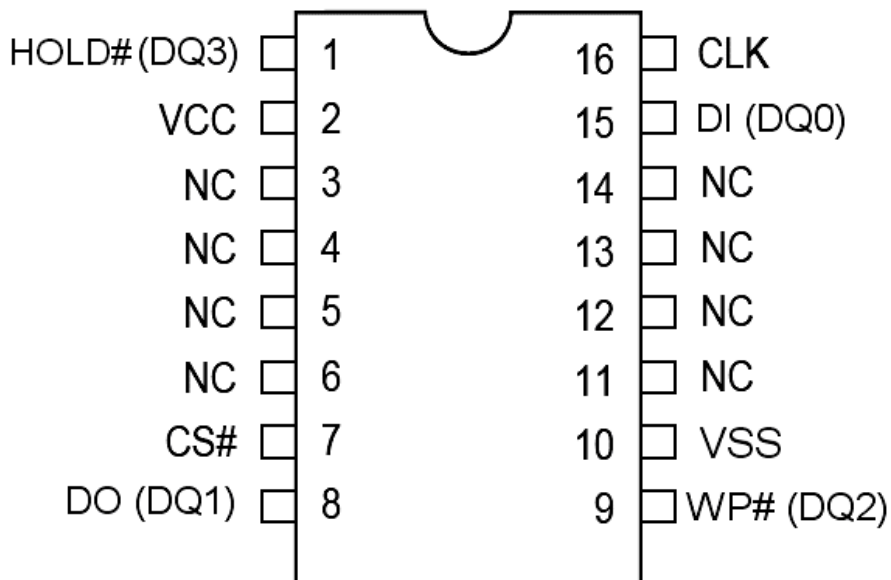 HOLD# (DQ3) 1 16 CLK
VCC 2 15 DI (DQ0)
NC 3 14 NC
NC 4 13 NC
NC 5 12 NC
NC 6 11 NC
CS# 7 10 VSS
DO (DQ1) 8 9 WP# (DQ2)